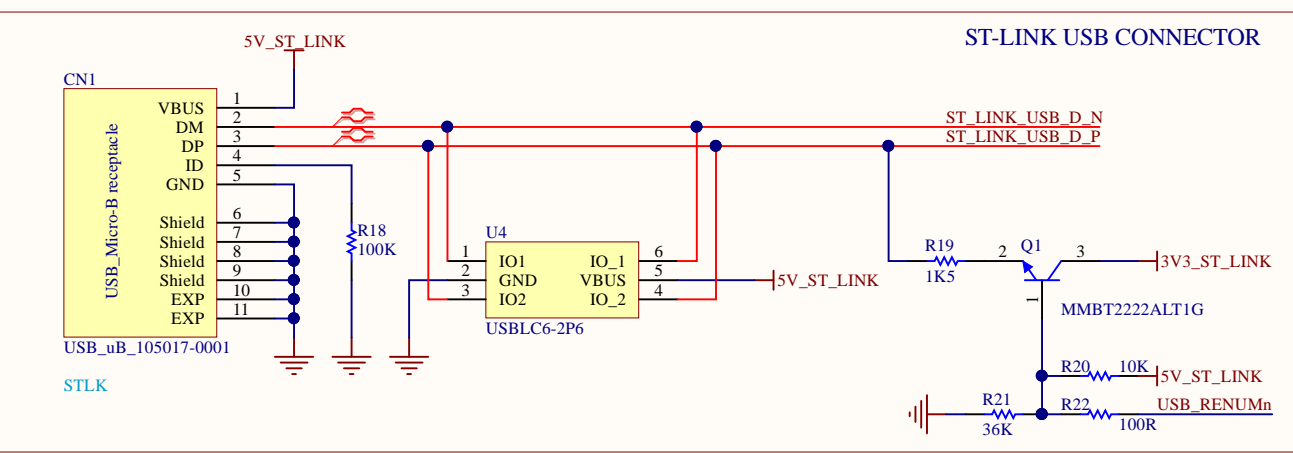 ST-LINK USB CONNECTOR
5V_ST_LINK
CN1
USB_Micro-B receptacle
VBUS 1
DM 2
DP 3
ID 4
GND 5
Shield 6
Shield 7
Shield 8
Shield 9
EXP 10
EXP 11
USB_uB_105017-0001
STLK
R18
100K
ST_LINK_USB_D_N
ST_LINK_USB_D_P
U4
1 IO1 IO_1 6
2 GND VBUS 5
3 IO2 IO_2 4
USBLC6-2P6
5V_ST_LINK
R19
1K5
2 Q1 3
1
3V3_ST_LINK
MMBT2222ALT1G
R20 10K
5V_ST_LINK
R21
36K
R22
100R
USB_RENUMn